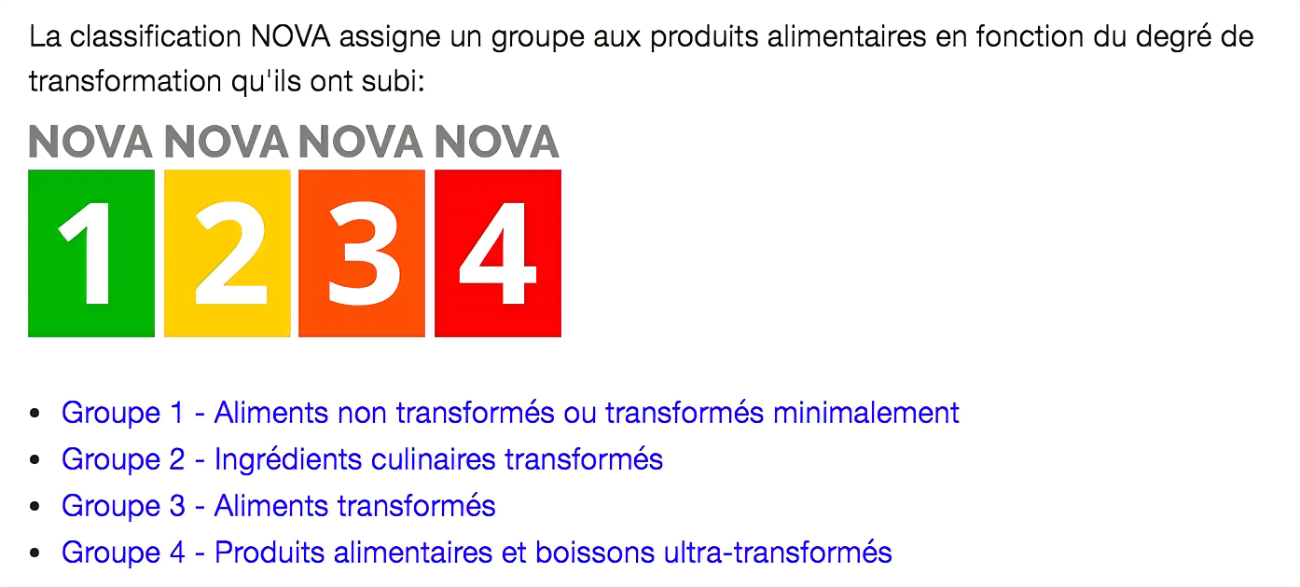 La classification NOVA assigne un groupe aux produits alimentaires en fonction du degré de
transformation qu'ils ont subi:
NOVA NOVA NOVA NOVA
1 2 3 4
• Groupe 1 - Aliments non transformés ou transformés minimalement
• Groupe 2 - Ingrédients culinaires transformés
• Groupe 3 - Aliments transformés
• Groupe 4 - Produits alimentaires et boissons ultra-transformés